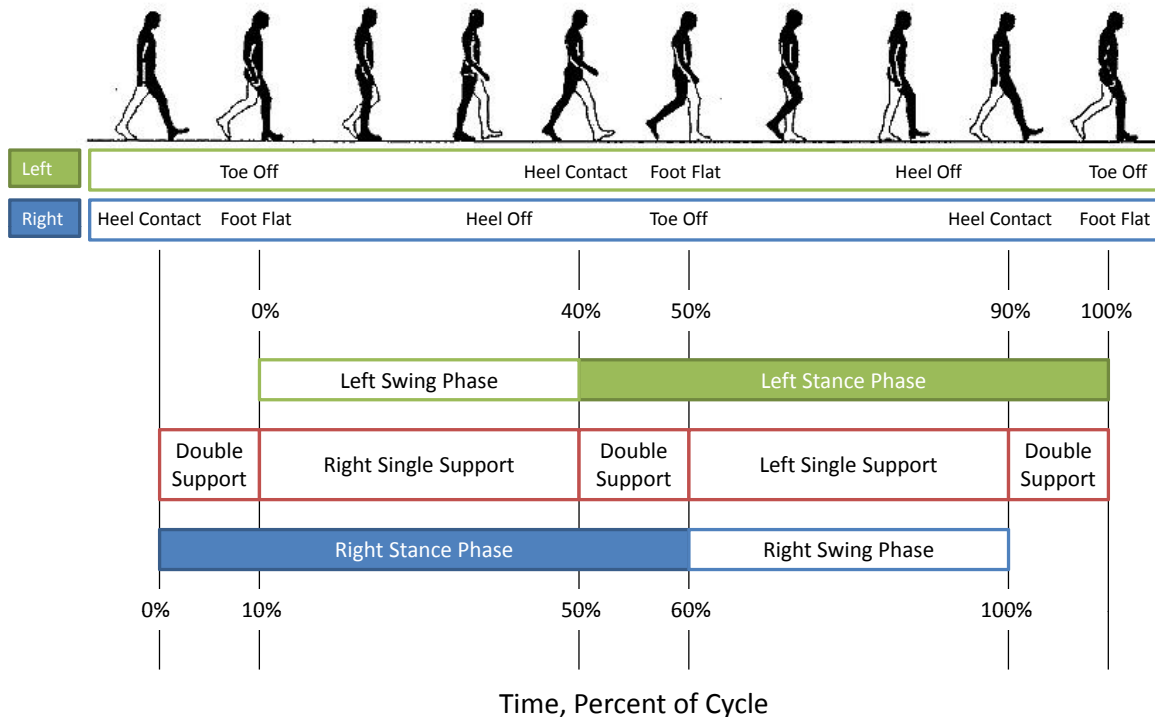 Left
Toe Off Heel Contact Foot Flat Heel Off Toe Off
Right
Heel Contact Foot Flat Heel Off Toe Off Heel Contact Foot Flat
0% 40% 50% 90% 100%
Left Swing Phase Left Stance Phase
Double
Support
Right Single Support
Double
Support
Left Single Support
Double
Support
Right Stance Phase Right Swing Phase
0% 10% 50% 60% 100%
Time, Percent of Cycle